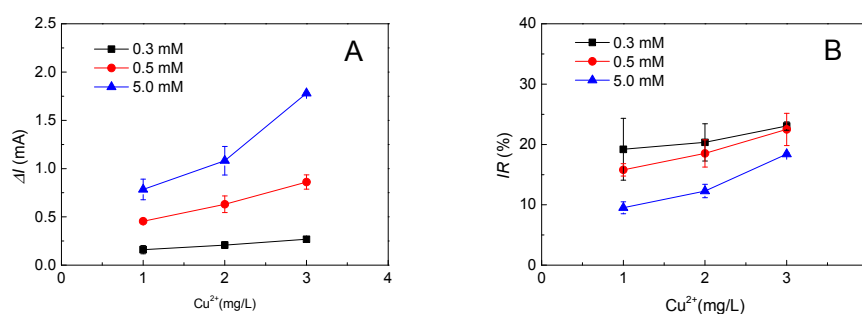 A
0.3 mM
0.5 mM
5.0 mM
ΔI (mA)
2.5
2.0
1.5
1.0
0.5
0.0
0 1 2 3 4
Cu²⁺(mg/L)
B
0.3 mM
0.5 mM
5.0 mM
IR (%)
40
30
20
10
0
0 1 2 3
Cu²⁺(mg/L)